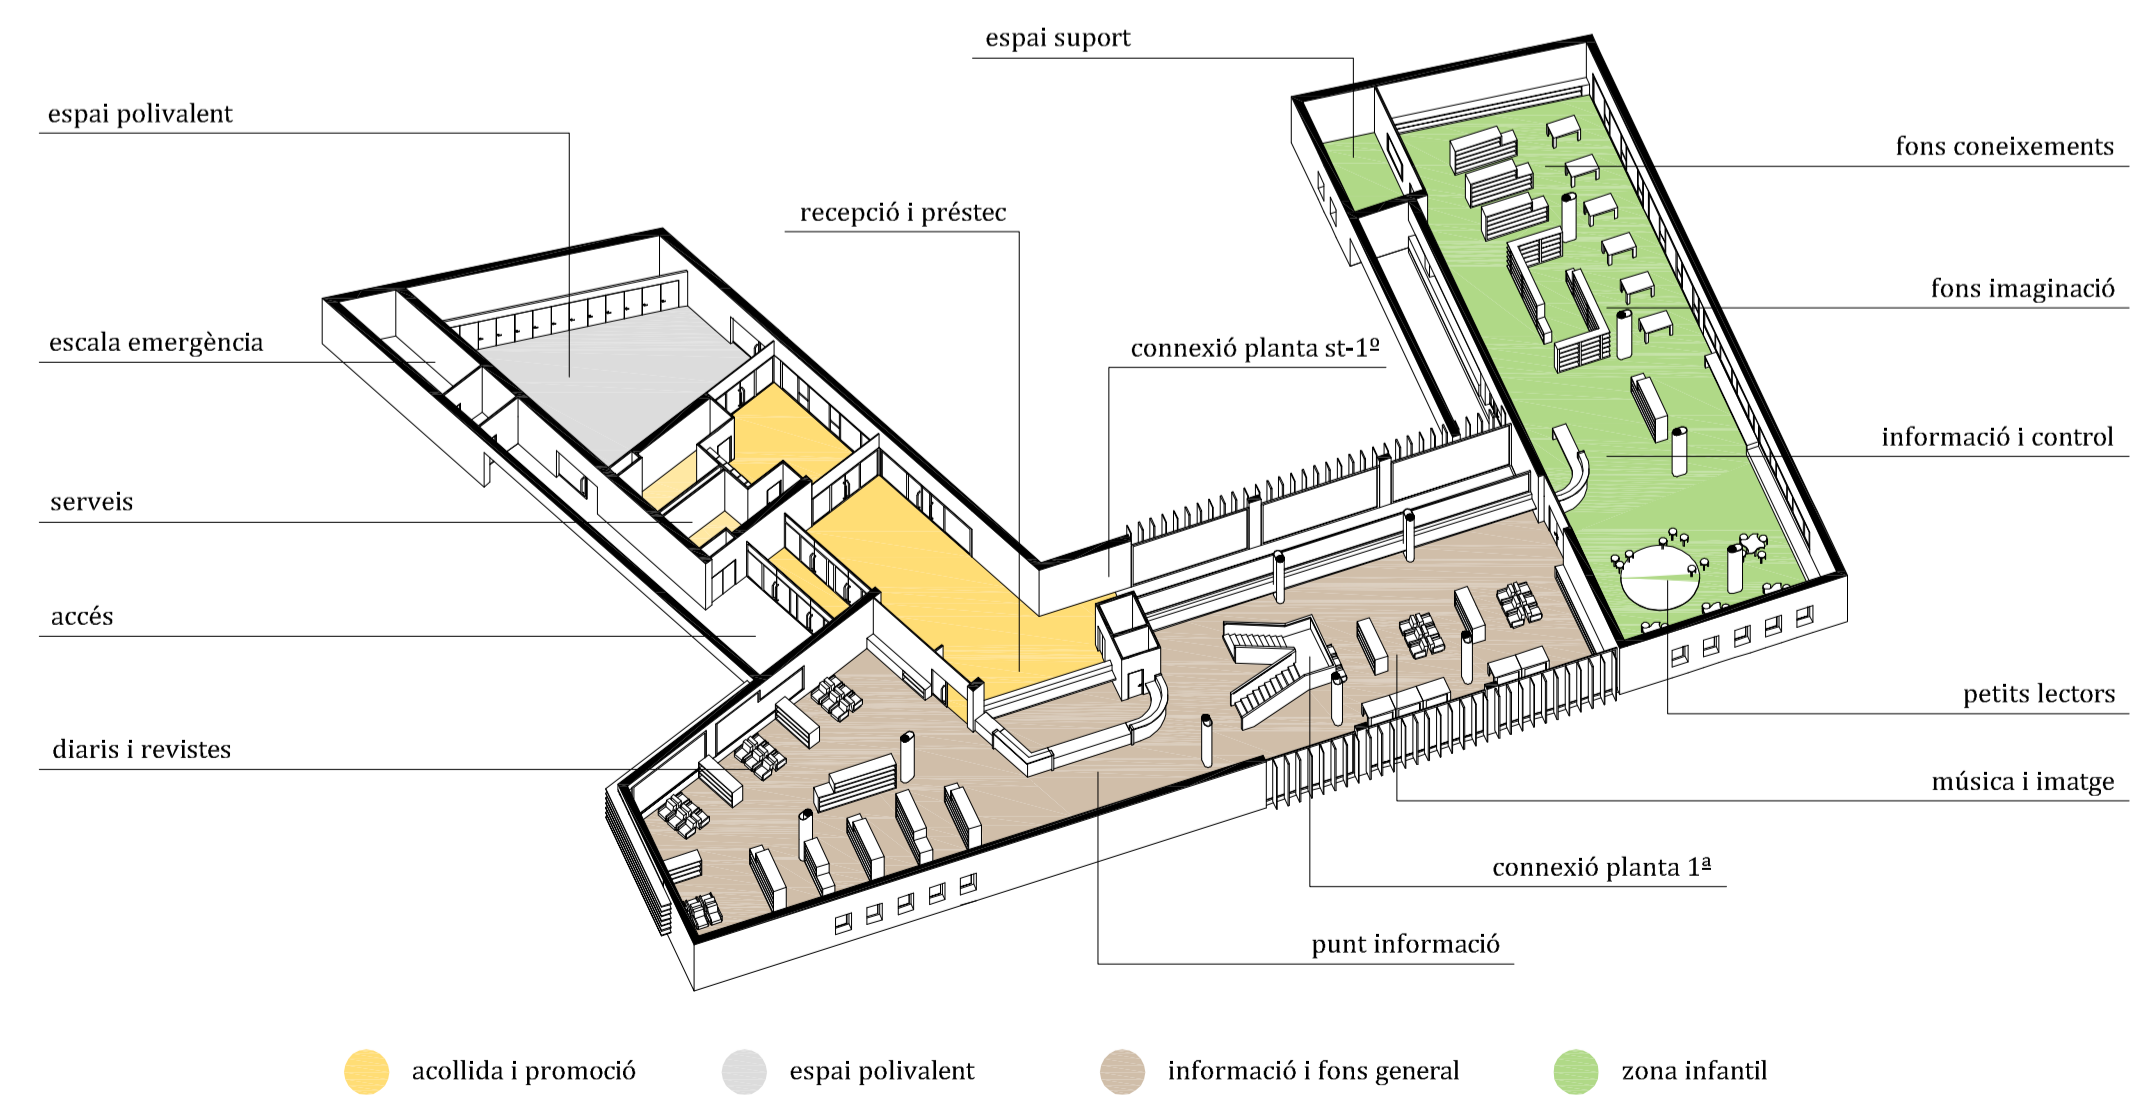 espai suport
espai polivalent
fons coneixements
recepció i préstec
fons imaginació
escala emergència
connexió planta st-1º
informació i control
serveis
accés
petits lectors
diaris i revistes
música i imatge
connexió planta 1ª
punt informació
acollida i promoció
espai polivalent
informació i fons general
zona infantil